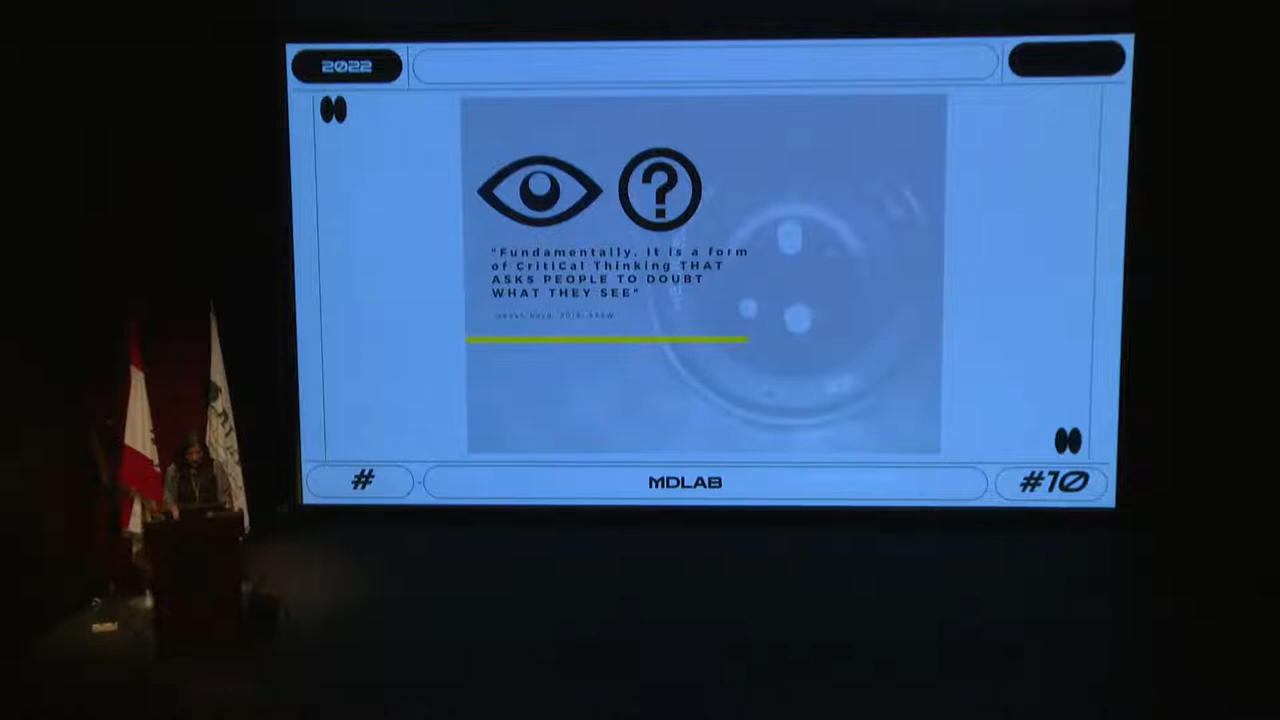 2022
"Fundamentally, it is a form
of CritiCal Thinking THAT
ASKS PEOPLE TO DOUBT
WHAT THEY SEE"
#
MDLAB
#10